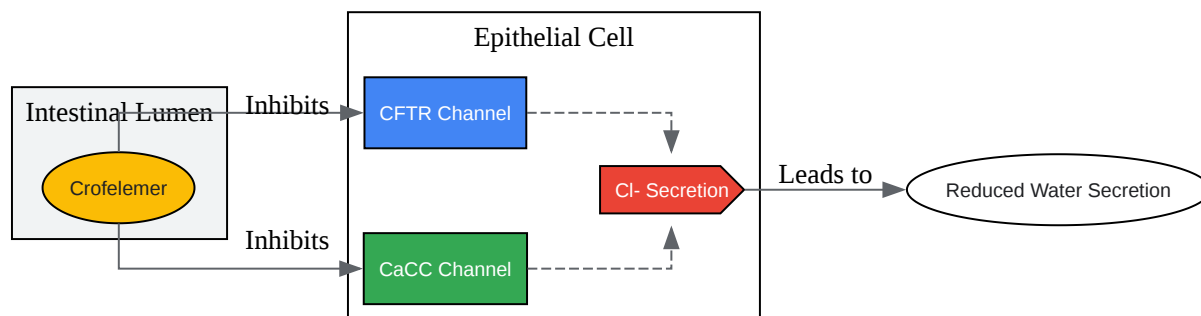 Epithelial Cell
Intestinal Lumen
Inhibits
CFTR Channel
Crofelemer
Cl- Secretion
Leads to
Reduced Water Secretion
Inhibits
CaCC Channel